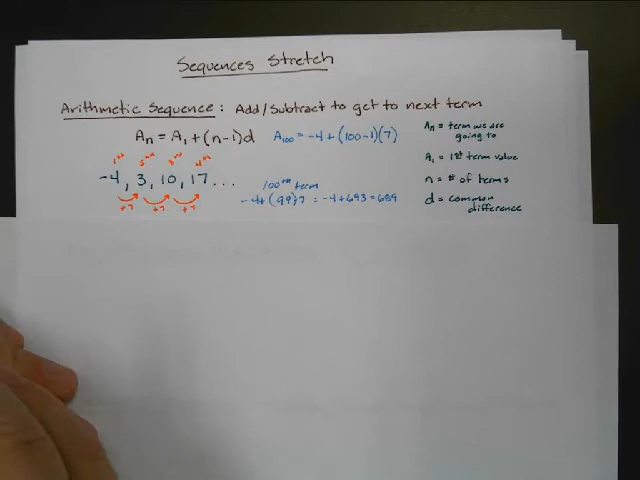 Sequences Stretch
Arithmetic Sequence: Add/Subtract to get to next term
An = A1 + (n-1)d
A100 = -4 + (100-1)(7)
1st 2nd 3rd 4th
-4, 3, 10, 17...
+7 +7 +7
100th term
-4+(99)7 = -4+693 = 689
An = term we are
going to
A1 = 1st term value
n = # of terms
d = common
difference